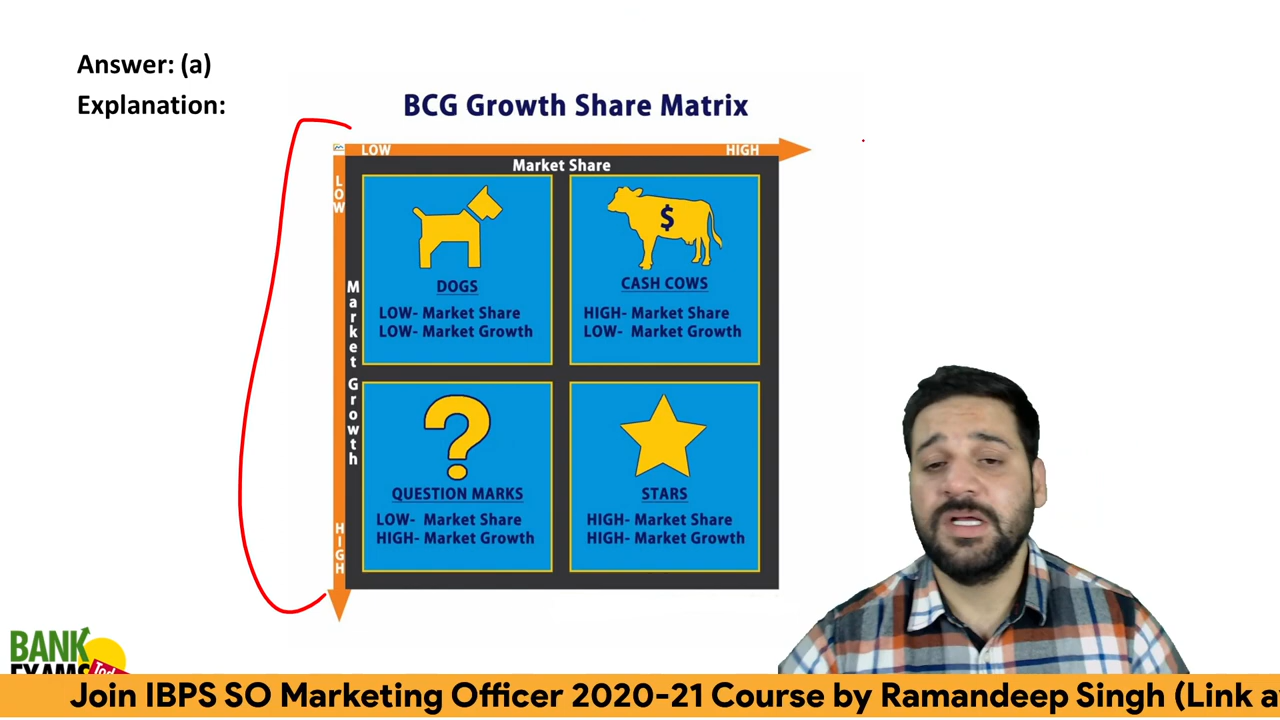 Answer: (a)
Explanation:
BCG Growth Share Matrix
LOW HIGH
Market Share
LOW
Market Growth
HIGH
DOGS
LOW- Market Share
LOW- Market Growth
$
CASH COWS
HIGH- Market Share
LOW- Market Growth
?
QUESTION MARKS
LOW- Market Share
HIGH- Market Growth
STARS
HIGH- Market Share
HIGH- Market Growth
BANK
EXAMS
Join IBPS SO Marketing Officer 2020-21 Course by Ramandeep Singh (Link a